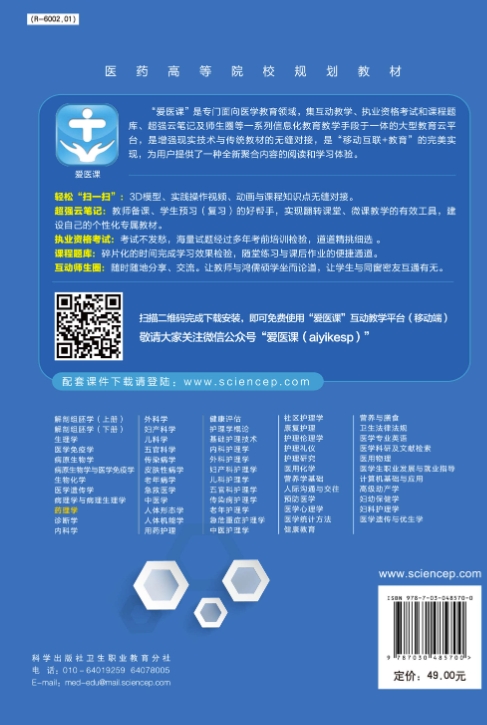 (R-6002.01)
医药高等院校规划教材
爱医课
“爱医课”是专门面向医学教育领域，集互动教学、执业资格考试和课程题
库、超强云笔记及师生圈等一系列信息化教育教学手段于一体的大型教育云平
台，是增强现实技术与传统教材的无缝对接，是“移动互联+教育”的完美实
现，为用户提供了一种全新聚合内容的阅读和学习体验。
轻松“扫一扫”：3D模型、实践操作视频、动画与课程知识点无缝对接。
超强云笔记：教师备课、学生预习（复习）的好帮手，实现翻转课堂、微课教学的有效工具，建
设自己的个性化专属教材。
执业资格考试：考试不发愁，海量试题经过多年考前培训检验，道道精挑细选 。
课程题库：碎片化的时间完成学习效果检验，随堂练习与课后作业的便捷通道。
互动师生圈：随时随地分享、交流。让教师与鸿儒硕学坐而论道，让学生与同窗密友互通有无。
扫描二维码完成下载安装，即可免费使用“爱医课”互动教学平台（移动端）
敬请大家关注微信公众号“爱医课（aiyikesp）”
配套课件下载请登陆：www.sciencep.com
解剖组胚学（上册）
解剖组胚学（下册）
生理学
医学免疫学
病原生物学
病原生物学与医学免疫学
生物化学
医学遗传学
病理学与病理生理学
药理学
诊断学
内科学
外科学
妇产科学
儿科学
五官科学
传染病学
皮肤性病学
老年病学
急救医学
中医学
人体形态学
人体机能学
用药护理
健康评估
护理学概论
基础护理技术
内科护理学
外科护理学
妇产科护理学
儿科护理学
五官科护理学
传染病护理学
老年护理学
急危重症护理学
中医护理学
社区护理学
康复护理
护理伦理学
护理礼仪
护理研究
医用化学
营养学基础
人际沟通与交往
预防医学
医学心理学
医学统计方法
健康教育
营养与膳食
卫生法律法规
医学专业英语
医学科研及文献检索
医用物理
医学生职业发展与就业指导
计算机基础与应用
高级助产学
妇幼保健学
妇科护理学
医学遗传与优生学
www.sciencep.com
ISBN 978-7-03-048570-0
9 787030 485700 >
定价：49.00元
科学出版社卫生职业教育分社
电 话：010-64019259 64078005
E-mail：med-edu@mail.sciencep.com